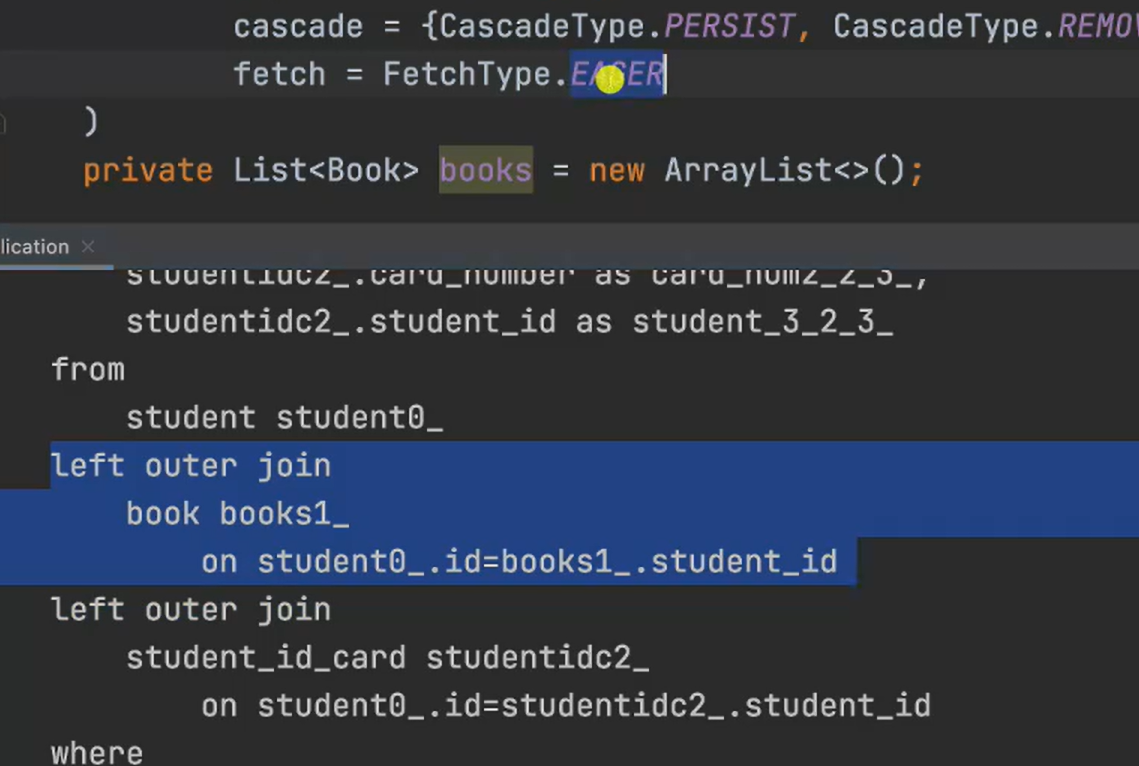 cascade = {CascadeType.PERSIST, CascadeType.REMOV
fetch = FetchType.EAGER
)
private List<Book> books = new ArrayList<>();
lication ×
studentidc2_.card_number as card_num2_2_3_,
studentidc2_.student_id as student_3_2_3_
from
student student0_
left outer join
book books1_
on student0_.id=books1_.student_id
left outer join
student_id_card studentidc2_
on student0_.id=studentidc2_.student_id
where